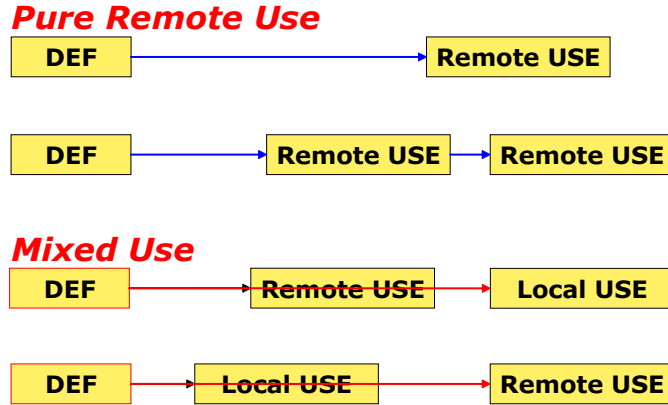 Pure Remote Use
DEF Remote USE
DEF Remote USE Remote USE
Mixed Use
DEF Remote USE Local USE
DEF Local USE Remote USE